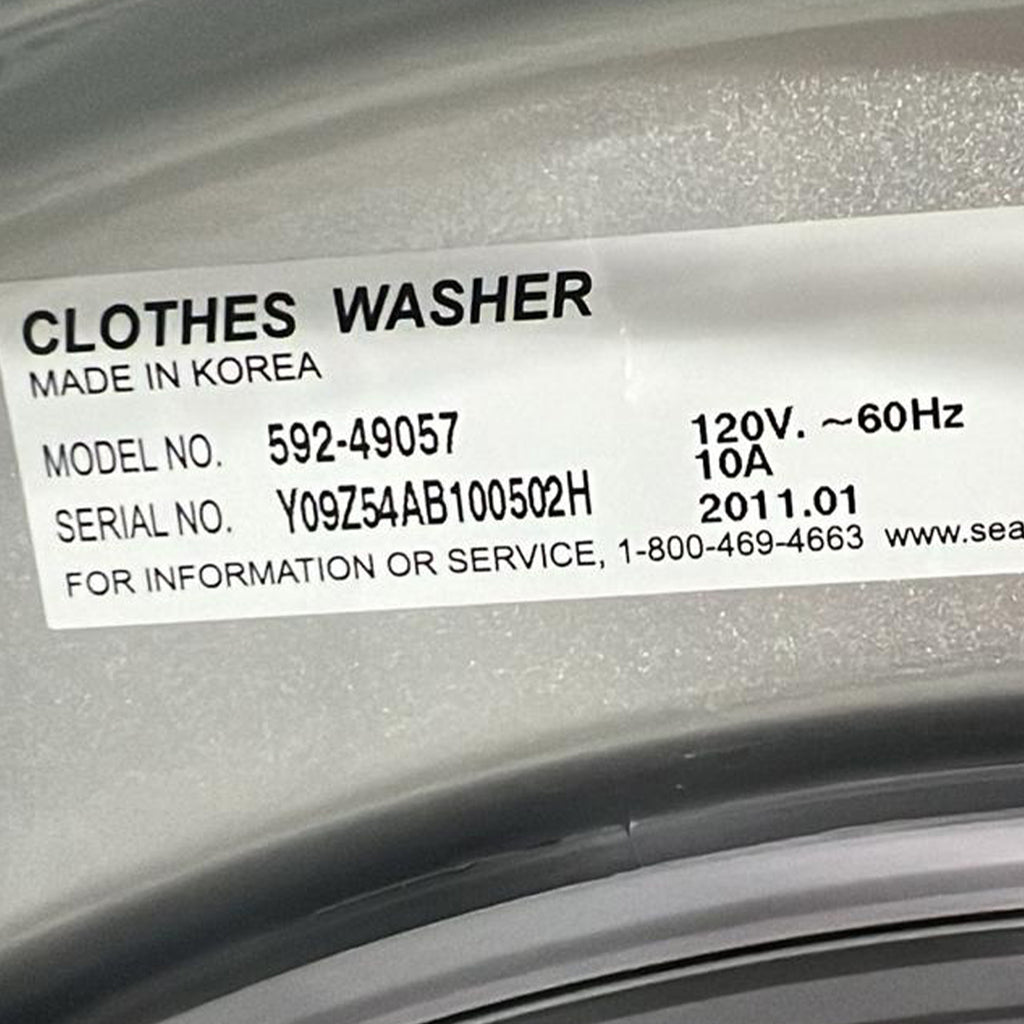 CLOTHES WASHER
MADE IN KOREA
MODEL NO. 592-49057 120V. ~60Hz
10A
SERIAL NO. Y09Z54AB100502H 2011.01
FOR INFORMATION OR SERVICE, 1-800-469-4663 www.sea